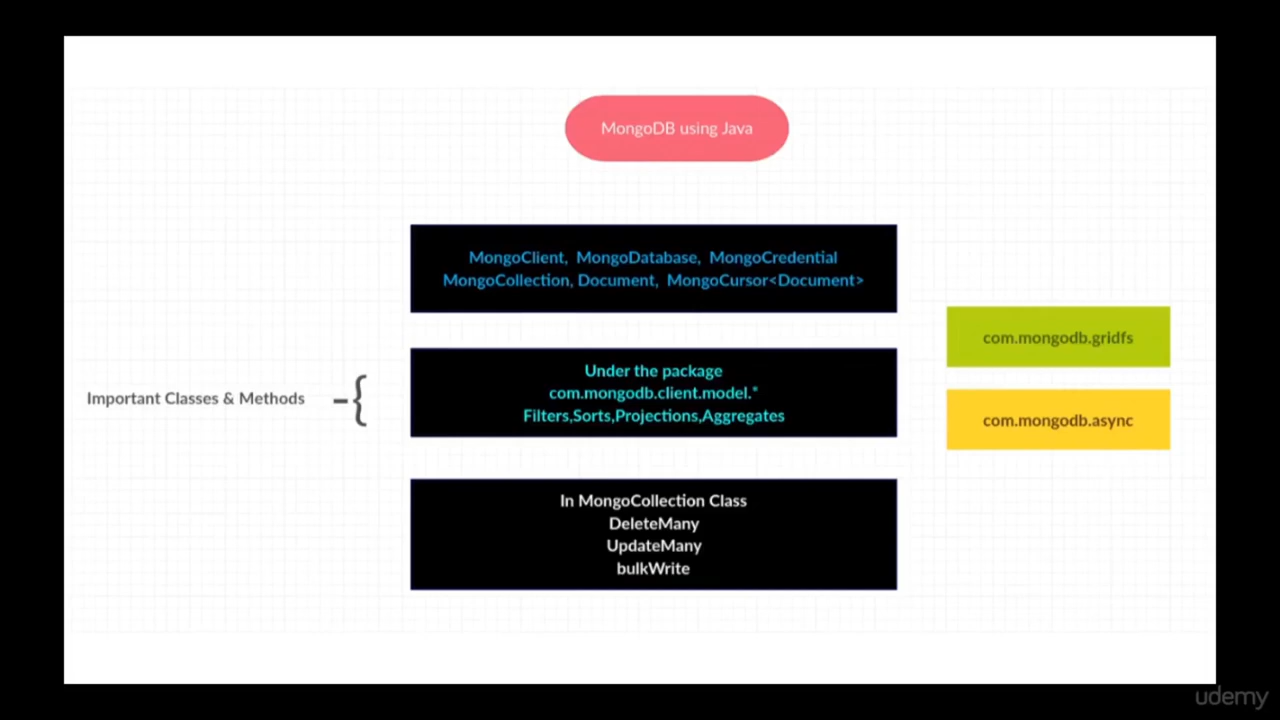 MongoDB using Java
MongoClient, MongoDatabase, MongoCredential
MongoCollection, Document, MongoCursor<Document>
Important Classes & Methods
Under the package
com.mongodb.client.model.*
Filters,Sorts,Projections,Aggregates
In MongoCollection Class
DeleteMany
UpdateMany
bulkWrite
com.mongodb.gridfs
com.mongodb.async
udemy